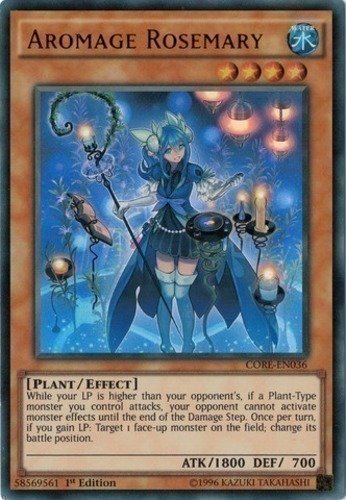 AROMAGE ROSEMARY
WATER
水
CORE-EN036
[PLANT/EFFECT]
While your LP is higher than your opponent's, if a Plant-Type
monster you control attacks, your opponent cannot activate
monster effects until the end of the Damage Step. Once per turn,
if you gain LP: Target 1 face-up monster on the field; change its
battle position.
ATK/1800 DEF/ 700
58569561 1st Edition ©1996 KAZUKI TAKAHASHI